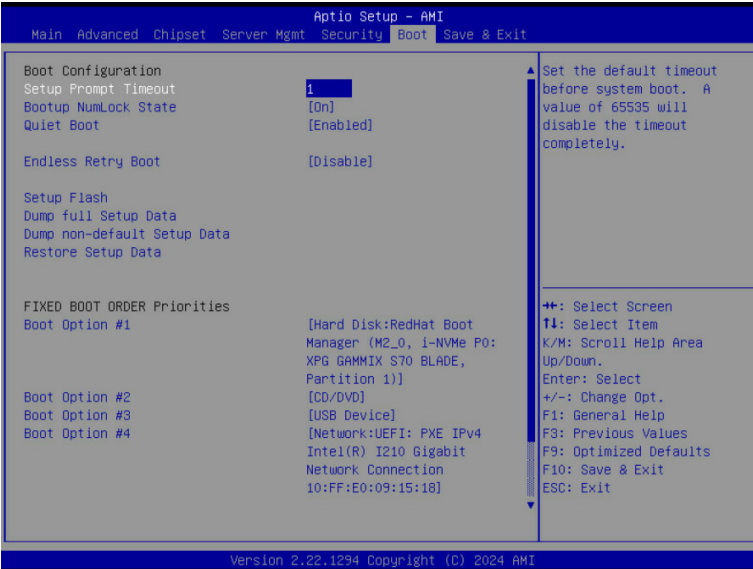 Aptio Setup – AMI
Main Advanced Chipset Server Mgmt Security Boot Save & Exit
Boot Configuration
Setup Prompt Timeout 1
Bootup NumLock State [On]
Quiet Boot [Enabled]
Endless Retry Boot [Disable]
Setup Flash
Dump full Setup Data
Dump non-default Setup Data
Restore Setup Data
FIXED BOOT ORDER Priorities
Boot Option #1 [Hard Disk:RedHat Boot
Manager (M2_0, i-NVMe P0:
XPG GAMMIX S70 BLADE,
Partition 1)]
Boot Option #2 [CD/DVD]
Boot Option #3 [USB Device]
Boot Option #4 [Network:UEFI: PXE IPv4
Intel(R) I210 Gigabit
Network Connection
10:FF:E0:09:15:18]
Set the default timeout
before system boot. A
value of 65535 will
disable the timeout
completely.
→←: Select Screen
↑↓: Select Item
K/M: Scroll Help Area
Up/Down.
Enter: Select
+/-: Change Opt.
F1: General Help
F3: Previous Values
F9: Optimized Defaults
F10: Save & Exit
ESC: Exit
Version 2.22.1294 Copyright (C) 2024 AMI